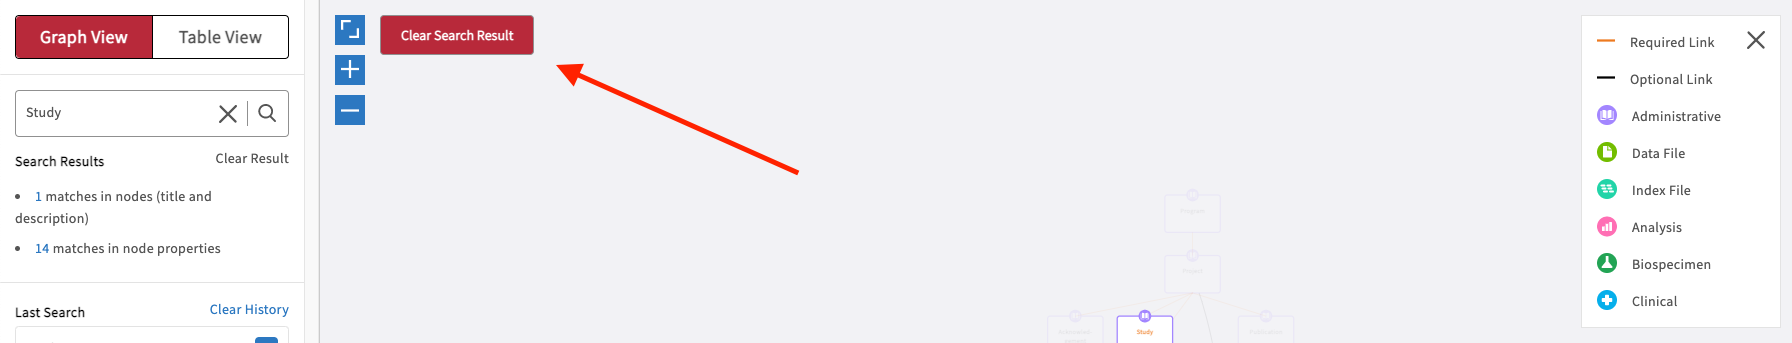 Graph View
Table View
Study
Search Results
Clear Result
1 matches in nodes (title and
description)
14 matches in node properties
Last Search
Clear History
Clear Search Result
Program
Project
Study
Publication
Required Link
Optional Link
Administrative
Data File
Index File
Analysis
Biospecimen
Clinical